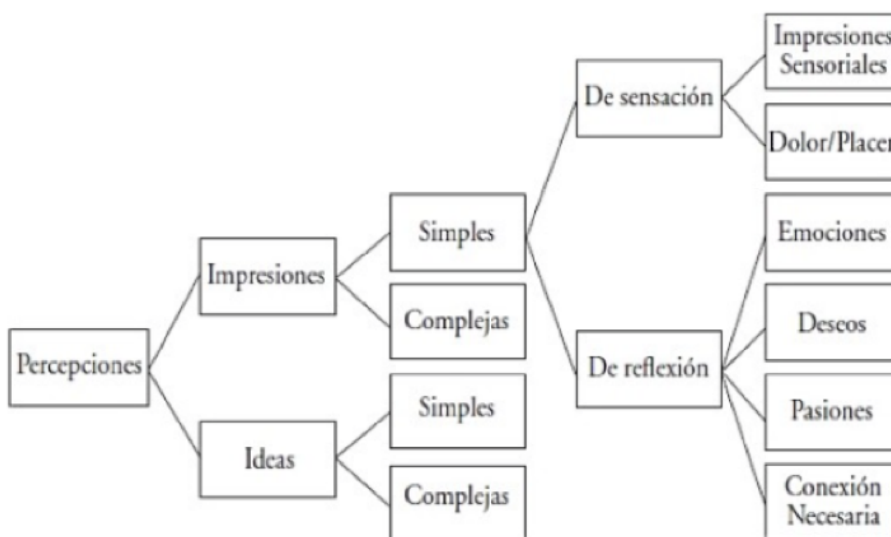 Percepciones
Impresiones
Ideas
Simples
Complejas
Simples
Complejas
De sensación
De reflexión
Impresiones
Sensoriales
Dolor/Placer
Emociones
Deseos
Pasiones
Conexión
Necesaria